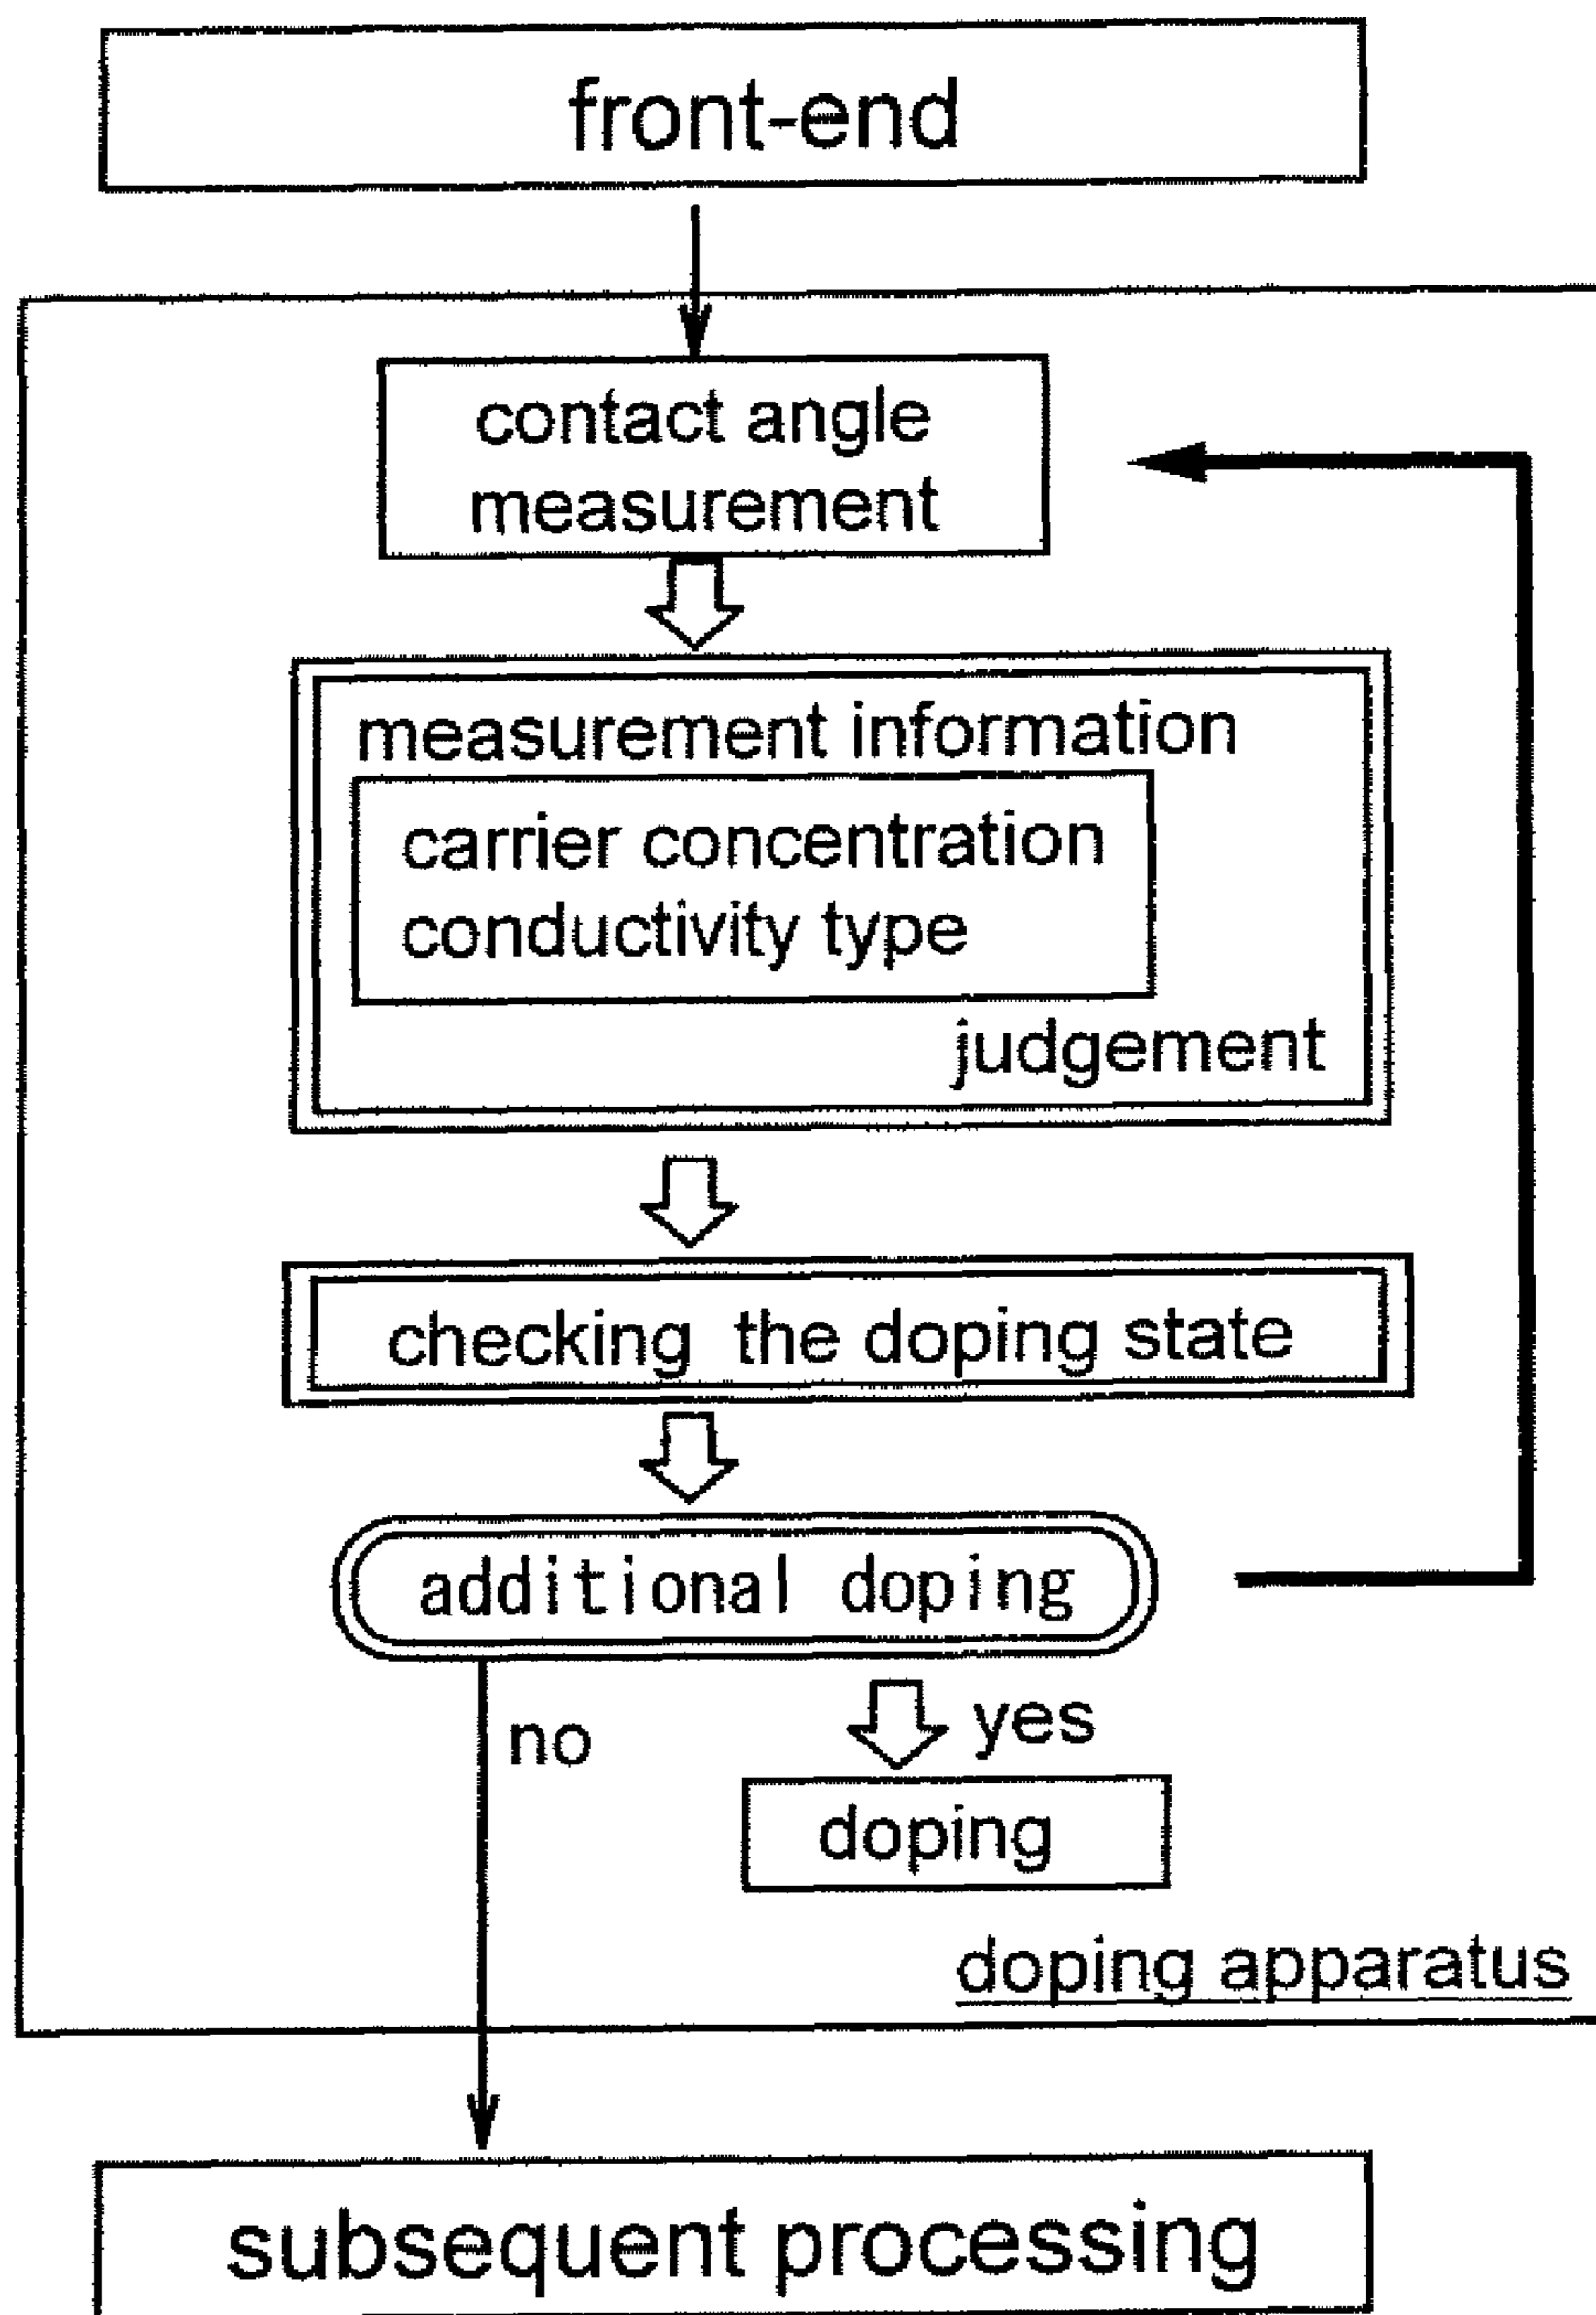 front-end
contact angle
measurement
measurement information
carrier concentration
conductivity type
judgement
checking the doping state
additional doping
no
yes
doping
doping apparatus
subsequent processing